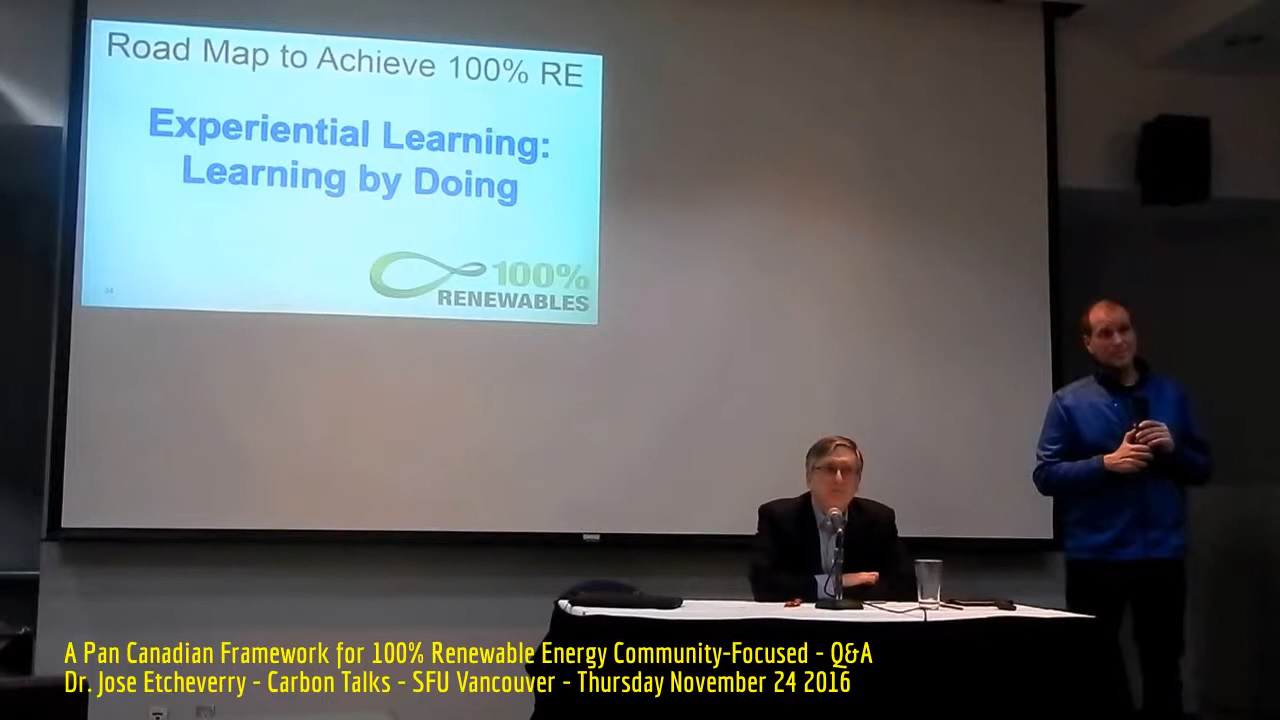 Road Map to Achieve 100% RE
Experiential Learning:
Learning by Doing
100%
RENEWABLES
A Pan Canadian Framework for 100% Renewable Energy Community-Focused - Q&A
Dr. Jose Etcheverry - Carbon Talks - SFU Vancouver - Thursday November 24 2016